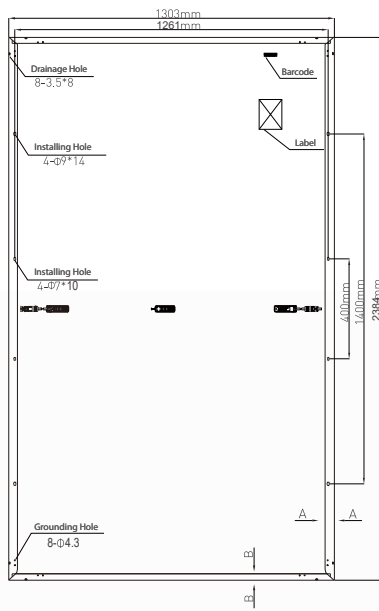 1303mm
1261mm
Drainage Hole
8-3.5*8
Barcode
Installing Hole
4-Φ9*14
Label
Installing Hole
4-Φ7*10
400mm
1400mm
2384mm
Grounding Hole
8-Φ4.3
A
A
B
B